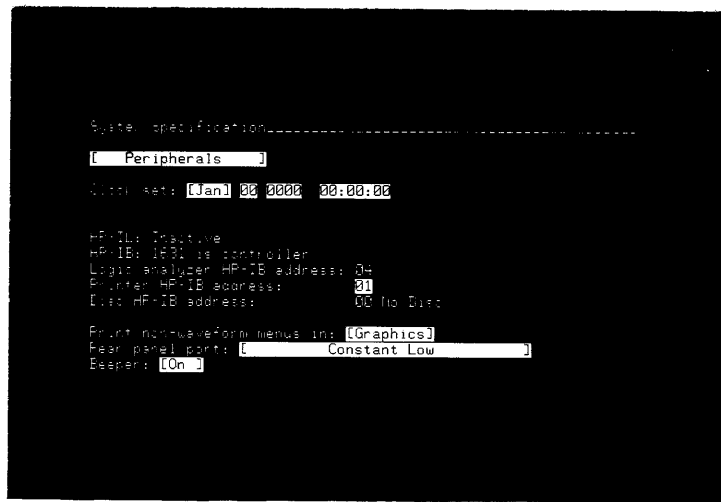 System specification
[ Peripherals ]
Clock set: [Jan] 00 0000 00:00:00
HP-IL: Inactive
HP-IB: 1631 is controller
Logic analyzer HP-IB address: 04
Printer HP-IB address: 01
Disc HP-IB address: 00 No Disc
Print non-waveform menus in: [Graphics]
Rear panel port: [ Constant Low ]
Beeper: [On ]